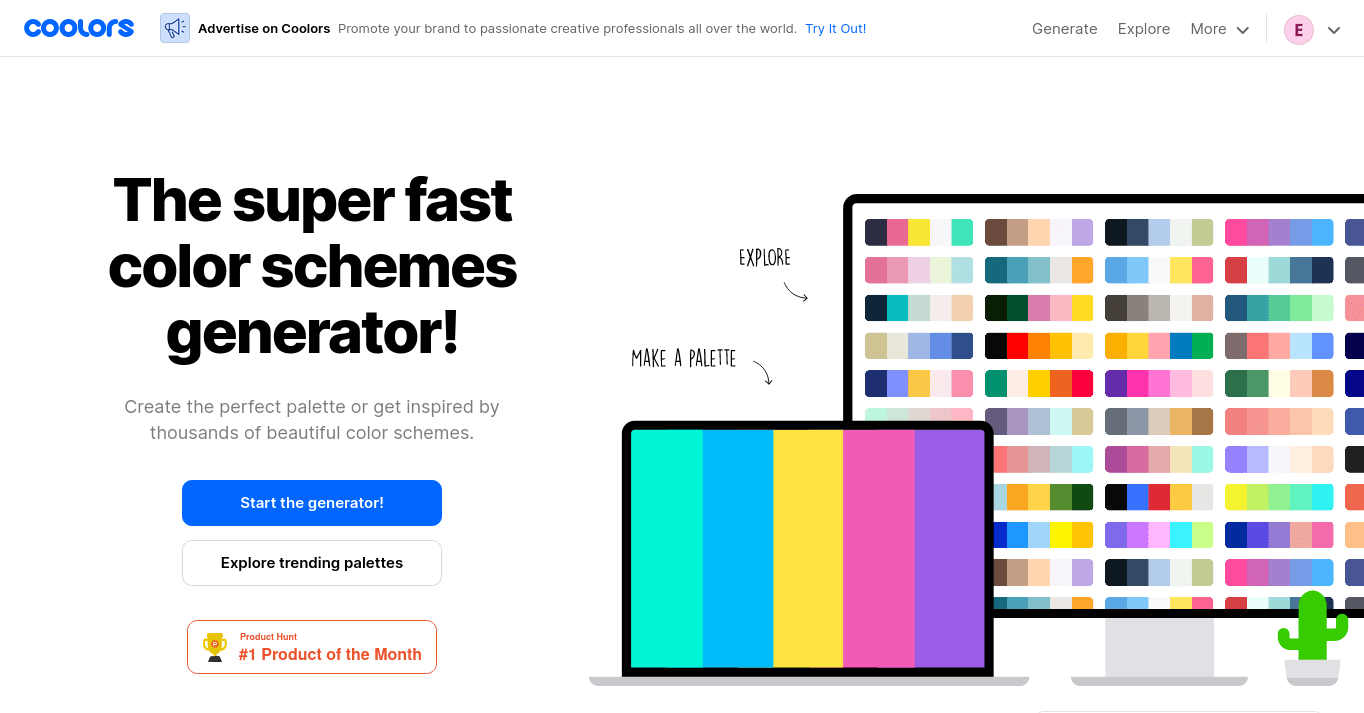 coolors
Advertise on Coolors Promote your brand to passionate creative professionals all over the world. Try It Out!
Generate Explore More E
The super fast
color schemes
generator!
Create the perfect palette or get inspired by
thousands of beautiful color schemes.
Start the generator!
Explore trending palettes
Product Hunt
#1 Product of the Month
EXPLORE
MAKE A PALETTE